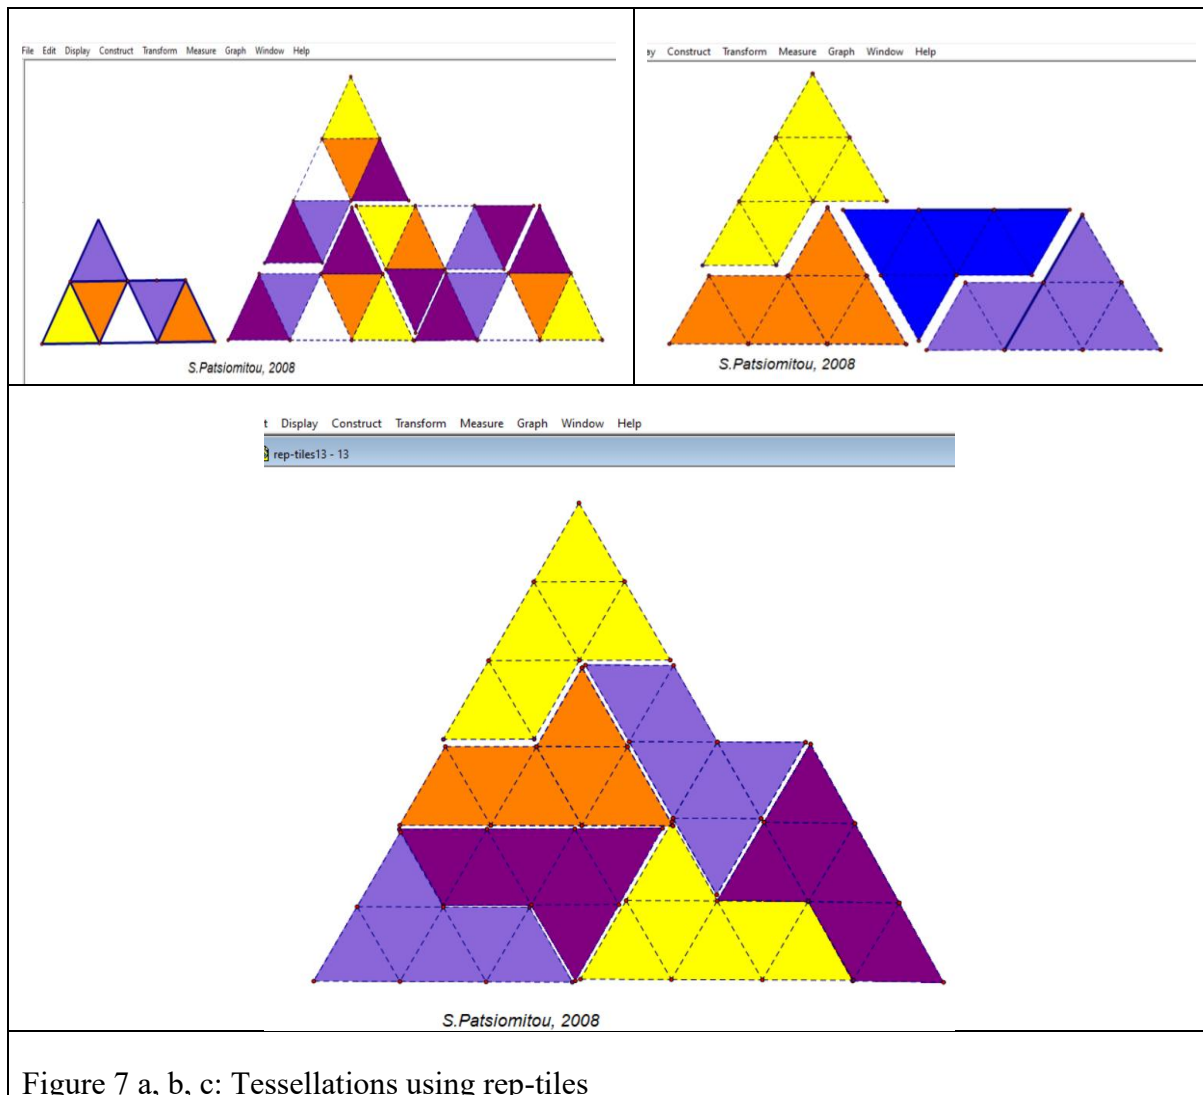 File Edit Display Construct Transform Measure Graph Window Help
S.Patsiomitou, 2008
Construct Transform Measure Graph Window Help
S.Patsiomitou, 2008
Display Construct Transform Measure Graph Window Help
rep-tiles13 - 13
S.Patsiomitou, 2008
Figure 7 a, b, c: Tessellations using rep-tiles